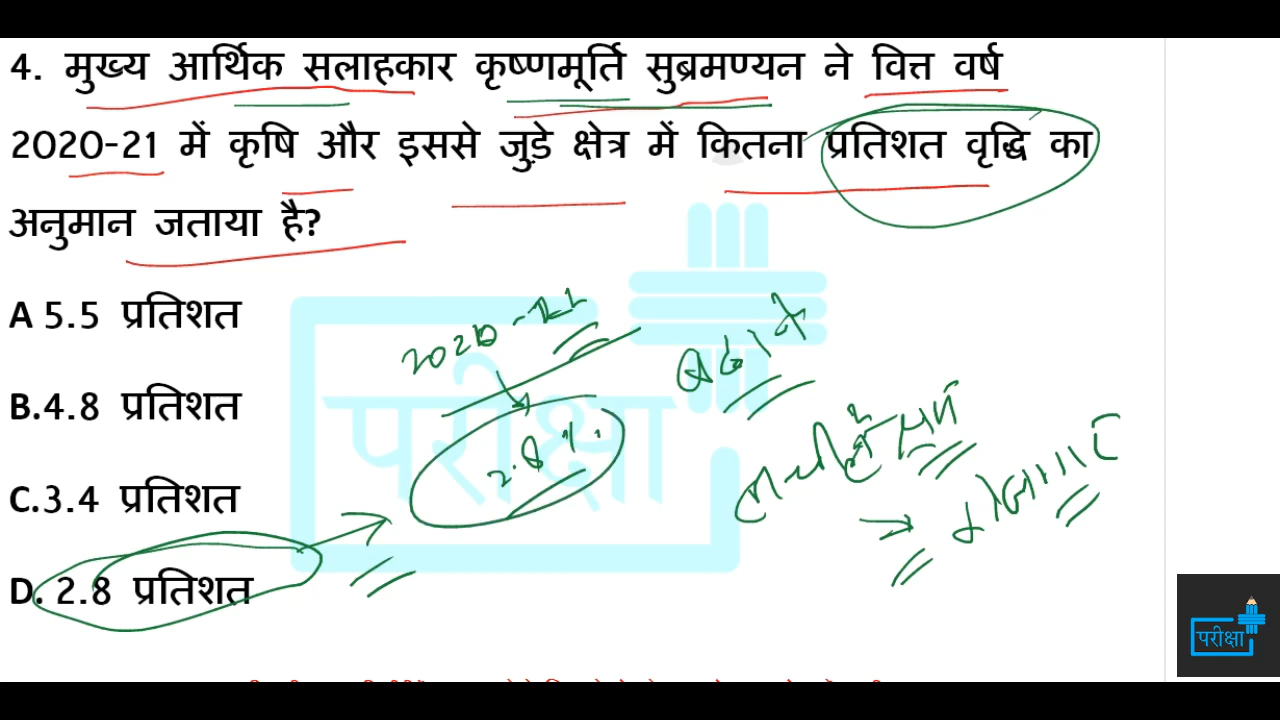 4. मुख्य आर्थिक सलाहकार कृष्णमूर्ति सुब्रमण्यन ने वित्त वर्ष
2020-21 में कृषि और इससे जुड़े क्षेत्र में कितना प्रतिशत वृद्धि का
अनुमान जताया है?
A 5.5 प्रतिशत
B.4.8 प्रतिशत
C.3.4 प्रतिशत
D. 2.8 प्रतिशत
2020-21
2.8%
परीक्षा
परीक्षा